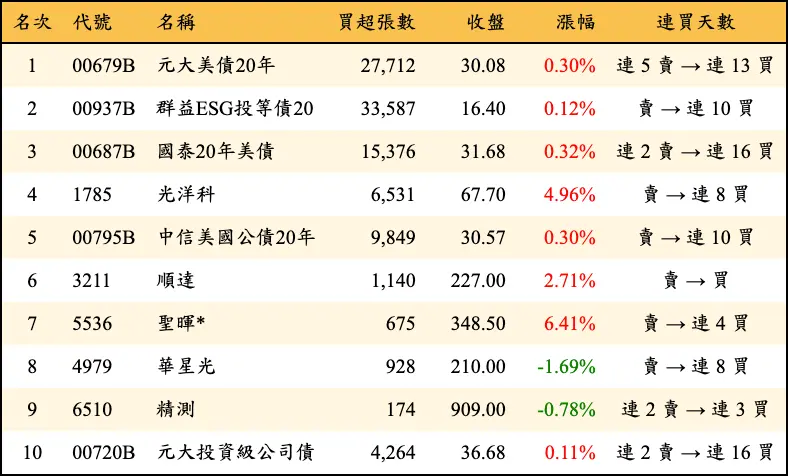 名次 代號 名稱 買超張數 收盤 漲幅 連買天數
1 00679B 元大美債20年 27,712 30.08 0.30% 連 5 賣 → 連 13 買
2 00937B 群益ESG投等債20 33,587 16.40 0.12% 賣 → 連 10 買
3 00687B 國泰20年美債 15,376 31.68 0.32% 連 2 賣 → 連 16 買
4 1785 光洋科 6,531 67.70 4.96% 賣 → 連 8 買
5 00795B 中信美國公債20年 9,849 30.57 0.30% 賣 → 連 10 買
6 3211 順達 1,140 227.00 2.71% 賣 → 買
7 5536 聖暉* 675 348.50 6.41% 賣 → 連 4 買
8 4979 華星光 928 210.00 -1.69% 賣 → 連 8 買
9 6510 精測 174 909.00 -0.78% 連 2 賣 → 連 3 買
10 00720B 元大投資級公司債 4,264 36.68 0.11% 連 2 賣 → 連 16 買